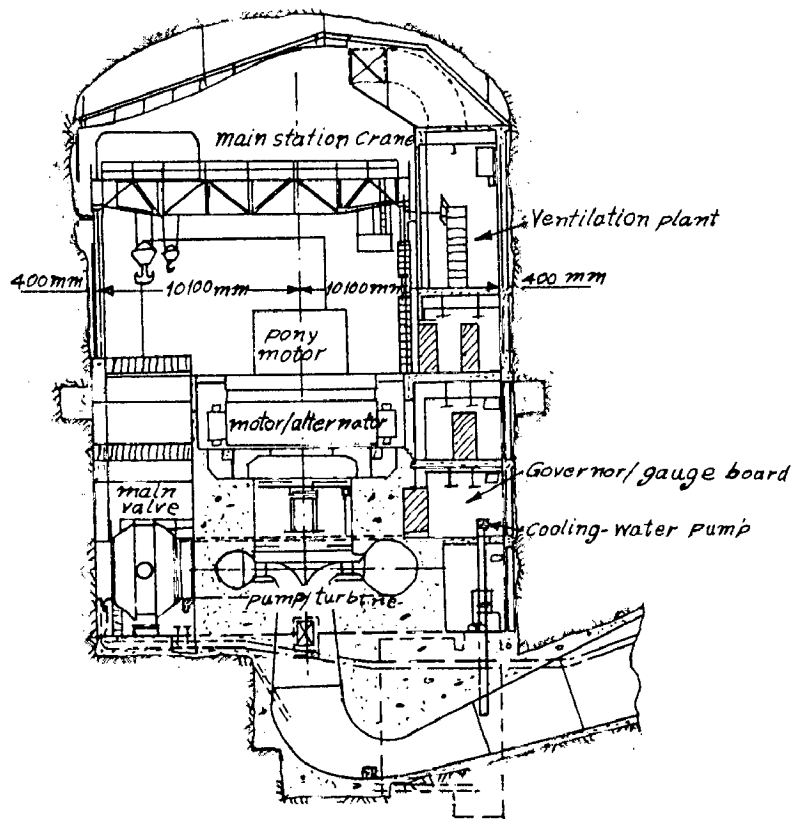 main station Crane
Ventilation plant
400mm 10100mm 10100mm 400 mm
pony
motor
motor/alternator
main
valve
Governor/gauge board
Cooling-water pump
pump/turbine